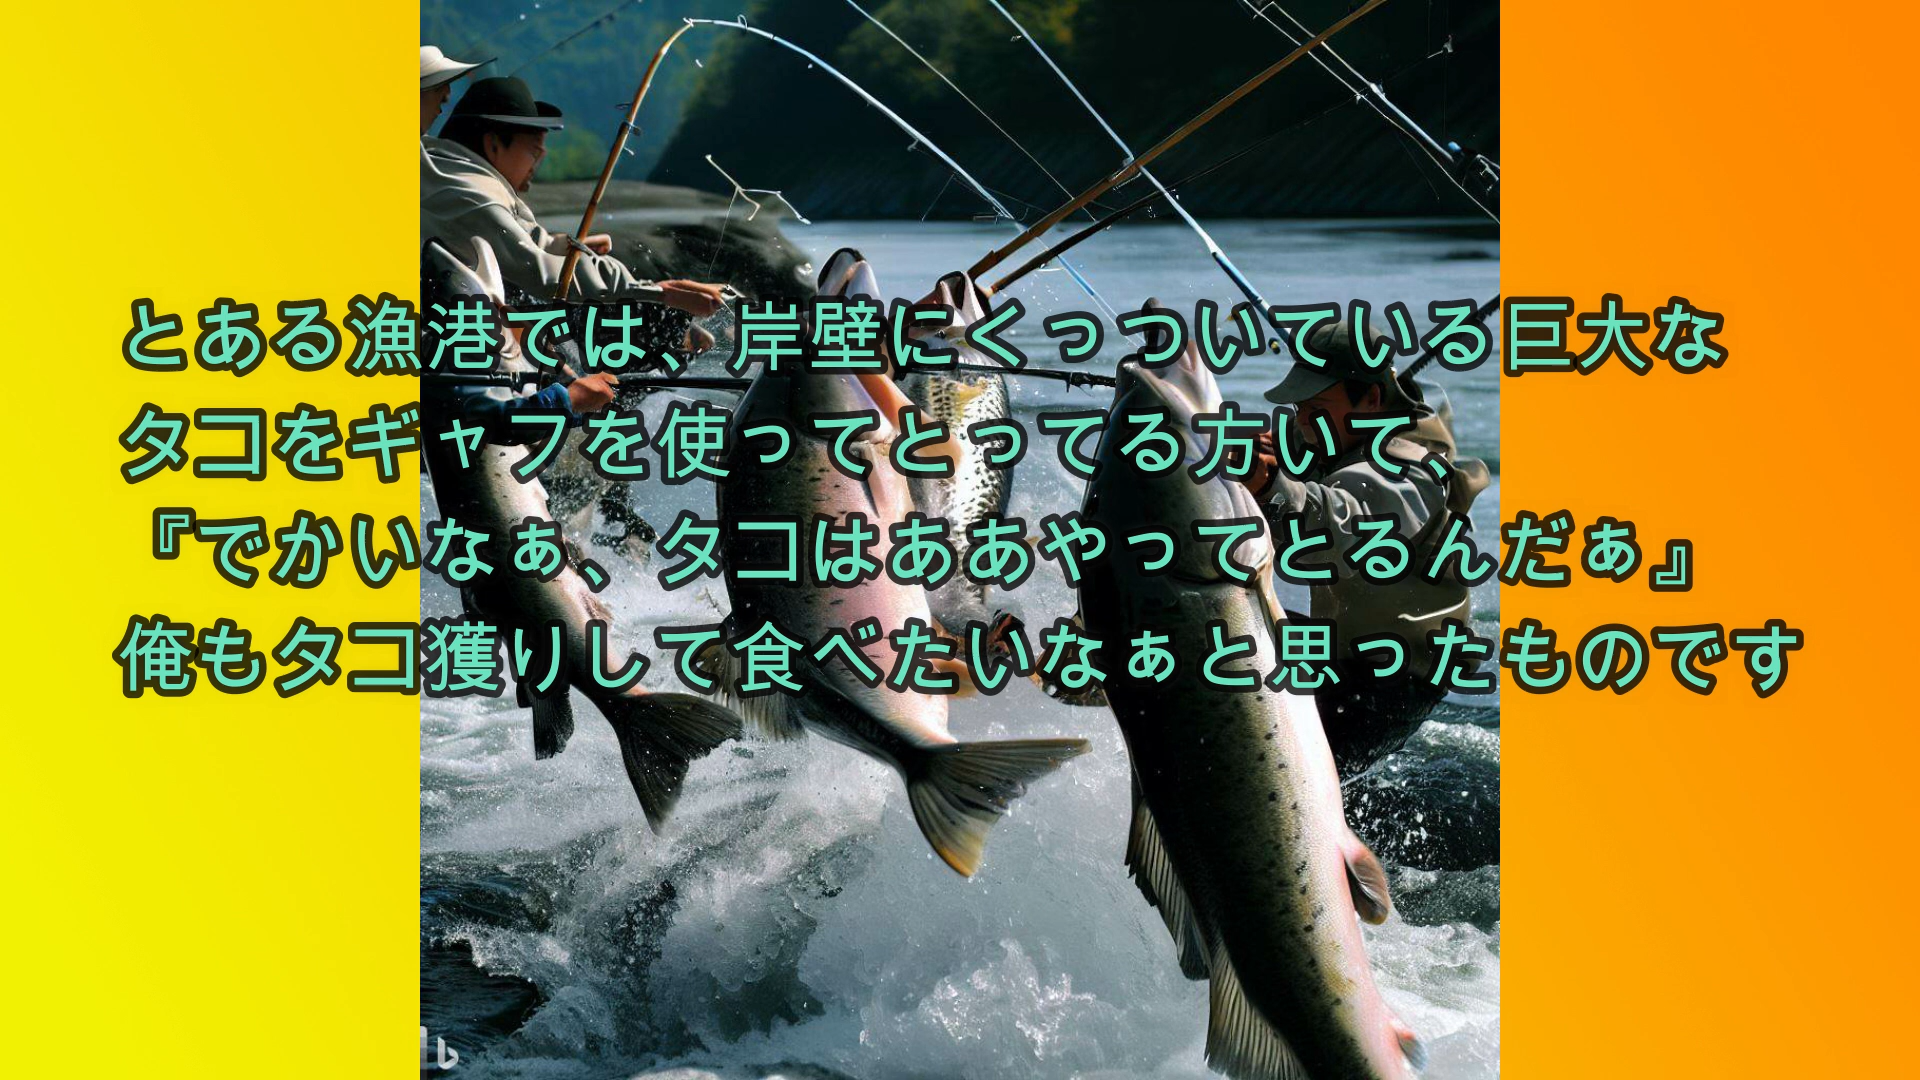 とある漁港では、岸壁にくっついている巨大な
タコをギャフを使ってとってる方いて、
『でかいなぁ、タコはああやってとるんだぁ』
俺もタコ獲りして食べたいなぁと思ったものです